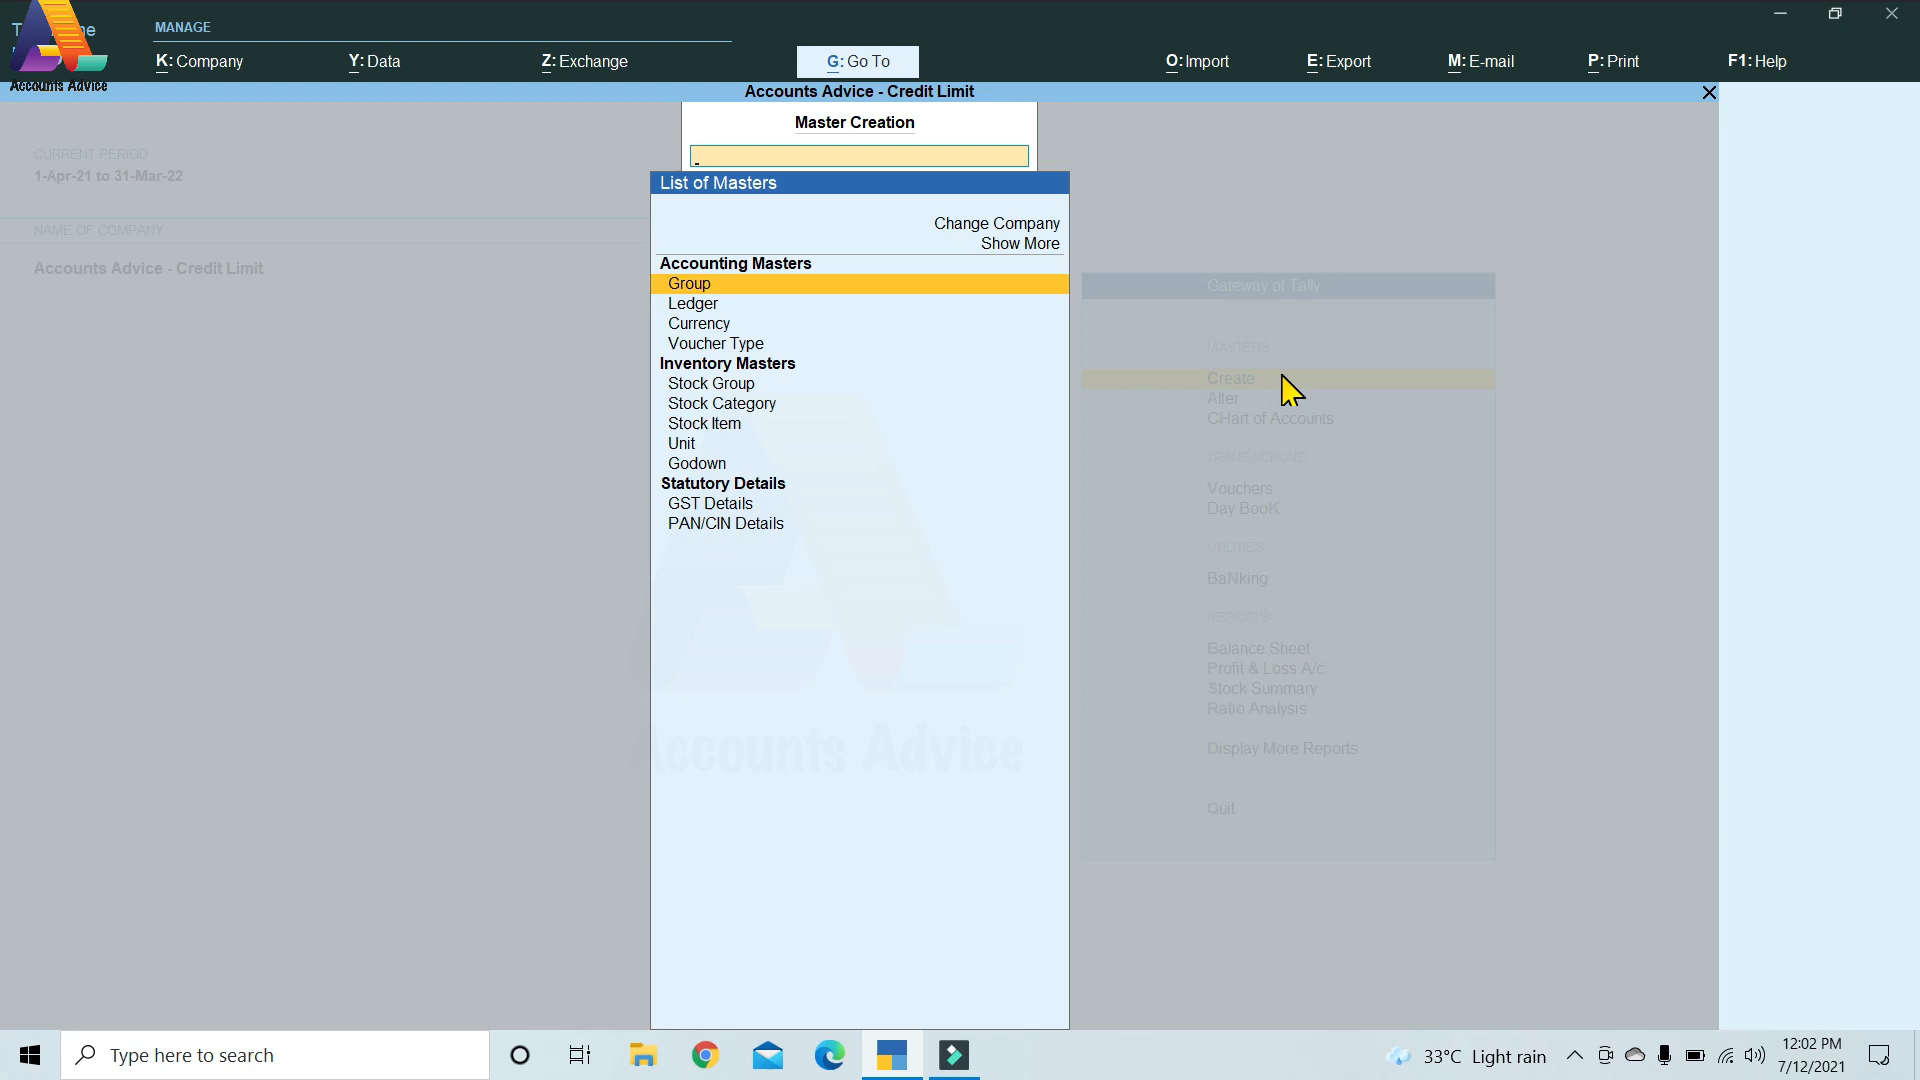 MANAGE
K: Company
Y: Data
Z: Exchange
G: Go To
O: Import
E: Export
M: E-mail
P: Print
F1: Help
Accounts Advice
Accounts Advice - Credit Limit
Master Creation
CURRENT PERIOD
1-Apr-21 to 31-Mar-22
NAME OF COMPANY
Accounts Advice - Credit Limit
List of Masters
Change Company
Show More
Accounting Masters
Group
Ledger
Currency
Voucher Type
Inventory Masters
Stock Group
Stock Category
Stock Item
Unit
Godown
Statutory Details
GST Details
PAN/CIN Details
Accounts Advice
Gateway of Tally
MASTERS
Create
Alter
CHart of Accounts
TRANSACTIONS
Vouchers
Day BooK
UTILITIES
BaNking
REPORTS
Balance Sheet
Profit & Loss A/c
Stock Summary
Ratio Analysis
Display More Reports
Quit
Type here to search
33°C Light rain
12:02 PM
7/12/2021